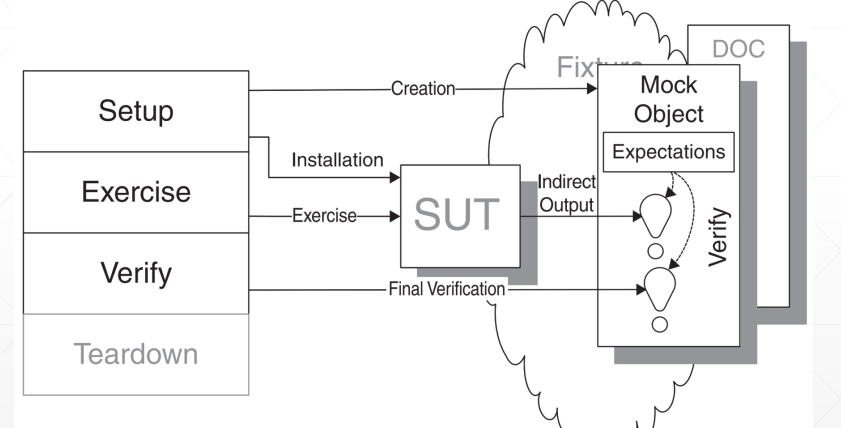 Setup
Exercise
Verify
Teardown
Creation
Installation
Exercise
Final Verification
SUT
Indirect
Output
Fixture
DOC
Mock
Object
Expectations
Verify